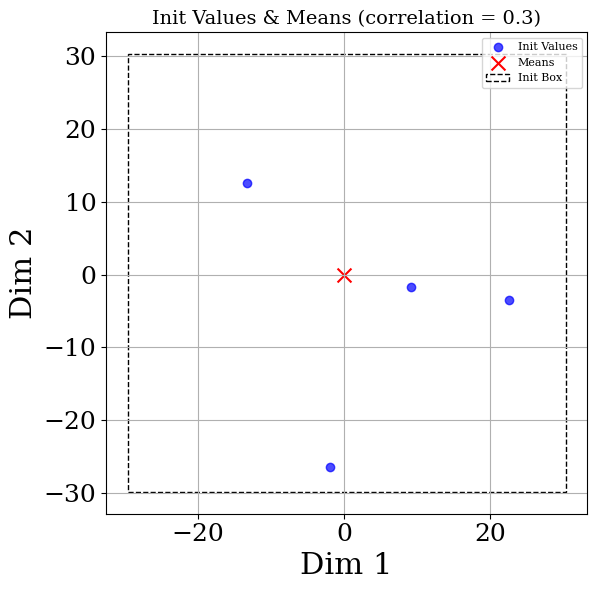 Init Values & Means (correlation = 0.3)
Init Values
Means
Init Box
30
20
10
0
−10
−20
−30
Dim 2
−20 0 20
Dim 1